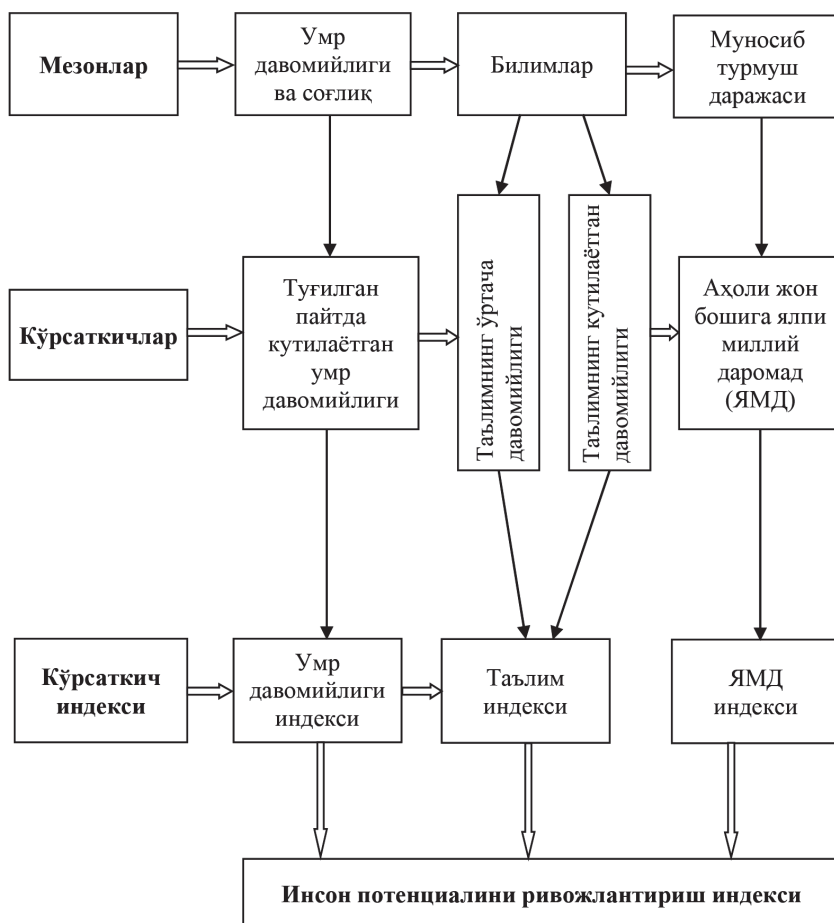 Мезонлар
Умр
давомийлиги
ва соғлиқ
Билимлар
Муносиб
турмуш
даражаси
Кўрсаткичлар
Туғилган
пайтда
кутилаётган
умр
давомийлиги
Таълимнинг ўртача
давомийлиги
Таълимнинг кутилаётган
давомийлиги
Аҳоли жон
бошига ялпи
миллий
даромад
(ЯМД)
Кўрсаткич
индекси
Умр
давомийлиги
индекси
Таълим
индекси
ЯМД
индекси
Инсон потенциалини ривожлантириш индекси